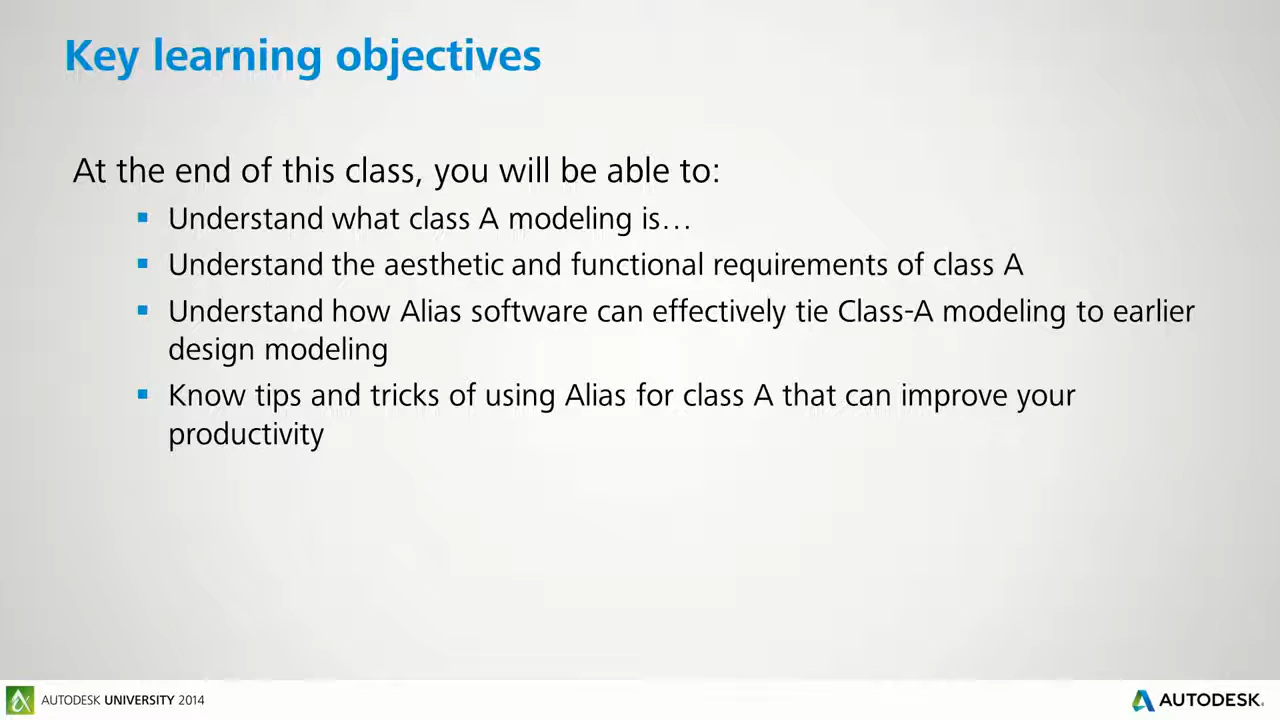 Key learning objectives
At the end of this class, you will be able to:
▪ Understand what class A modeling is…
▪ Understand the aesthetic and functional requirements of class A
▪ Understand how Alias software can effectively tie Class-A modeling to earlier
design modeling
▪ Know tips and tricks of using Alias for class A that can improve your
productivity
AUTODESK UNIVERSITY 2014
AUTODESK.